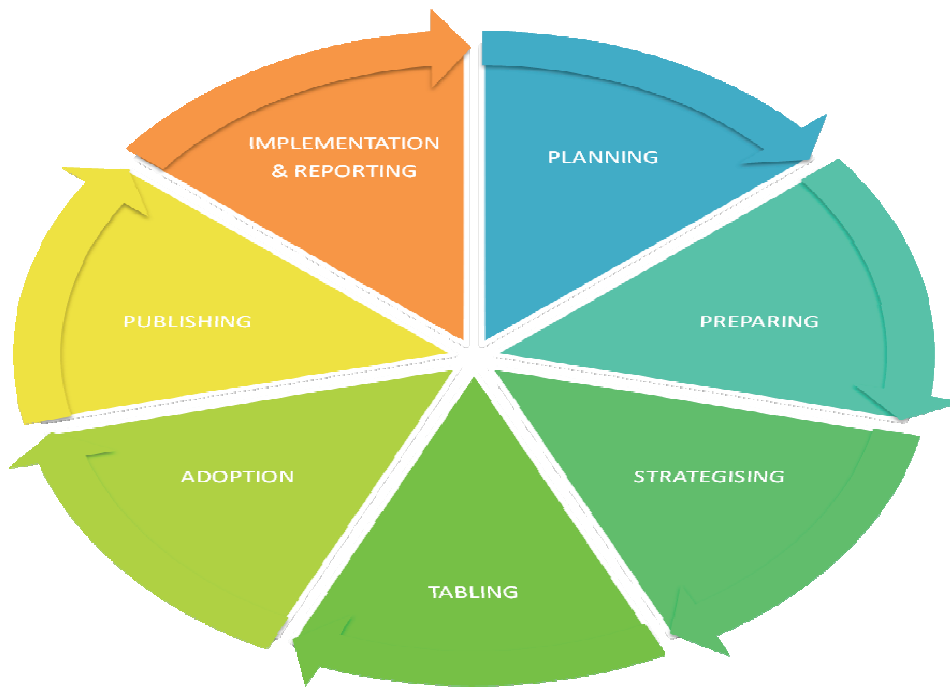 PLANNING
PREPARING
STRATEGISING
TABLING
ADOPTION
PUBLISHING
IMPLEMENTATION
& REPORTING